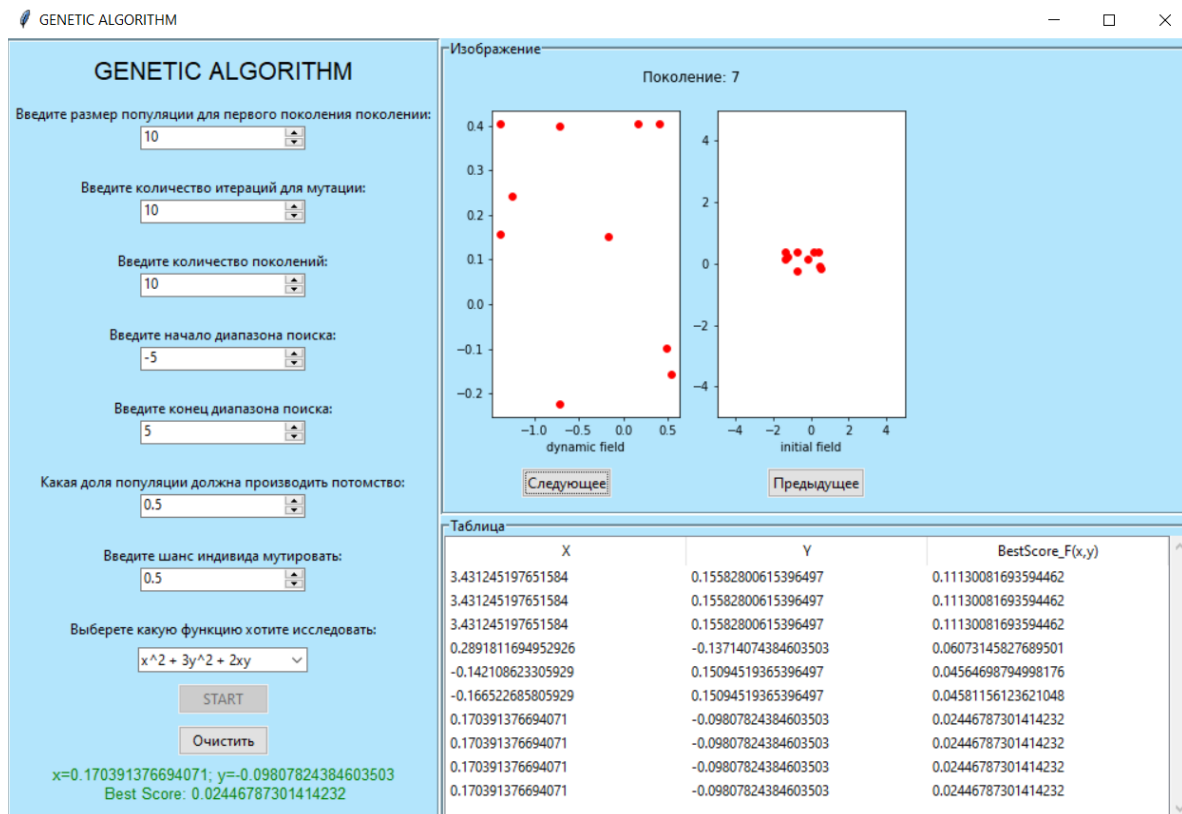 GENETIC ALGORITHM
GENETIC ALGORITHM
Введите размер популяции для первого поколения поколении:
10
Введите количество итераций для мутации:
10
Введите количество поколений:
10
Введите начало диапазона поиска:
-5
Введите конец диапазона поиска:
5
Какая доля популяции должна производить потомство:
0.5
Введите шанс индивида мутировать:
0.5
Выберете какую функцию хотите исследовать:
x^2 + 3y^2 + 2xy
START
Очистить
x=0.170391376694071; y=-0.09807824384603503
Best Score: 0.02446787301414232
Изображение
Поколение: 7
0.4
0.3
0.2
0.1
0.0
−0.1
−0.2
−1.0 −0.5 0.0 0.5
dynamic field
4
2
0
−2
−4
−4 −2 0 2 4
initial field
Следующее
Предыдущее
Таблица
X Y BestScore_F(x,y)
3.431245197651584 0.15582800615396497 0.11130081693594462
3.431245197651584 0.15582800615396497 0.11130081693594462
3.431245197651584 0.15582800615396497 0.11130081693594462
0.2891811694952926 -0.13714074384603503 0.06073145827689501
-0.142108623305929 0.15094519365396497 0.04564698794998176
-0.166522685805929 0.15094519365396497 0.04581156123621048
0.170391376694071 -0.09807824384603503 0.02446787301414232
0.170391376694071 -0.09807824384603503 0.02446787301414232
0.170391376694071 -0.09807824384603503 0.02446787301414232
0.170391376694071 -0.09807824384603503 0.02446787301414232